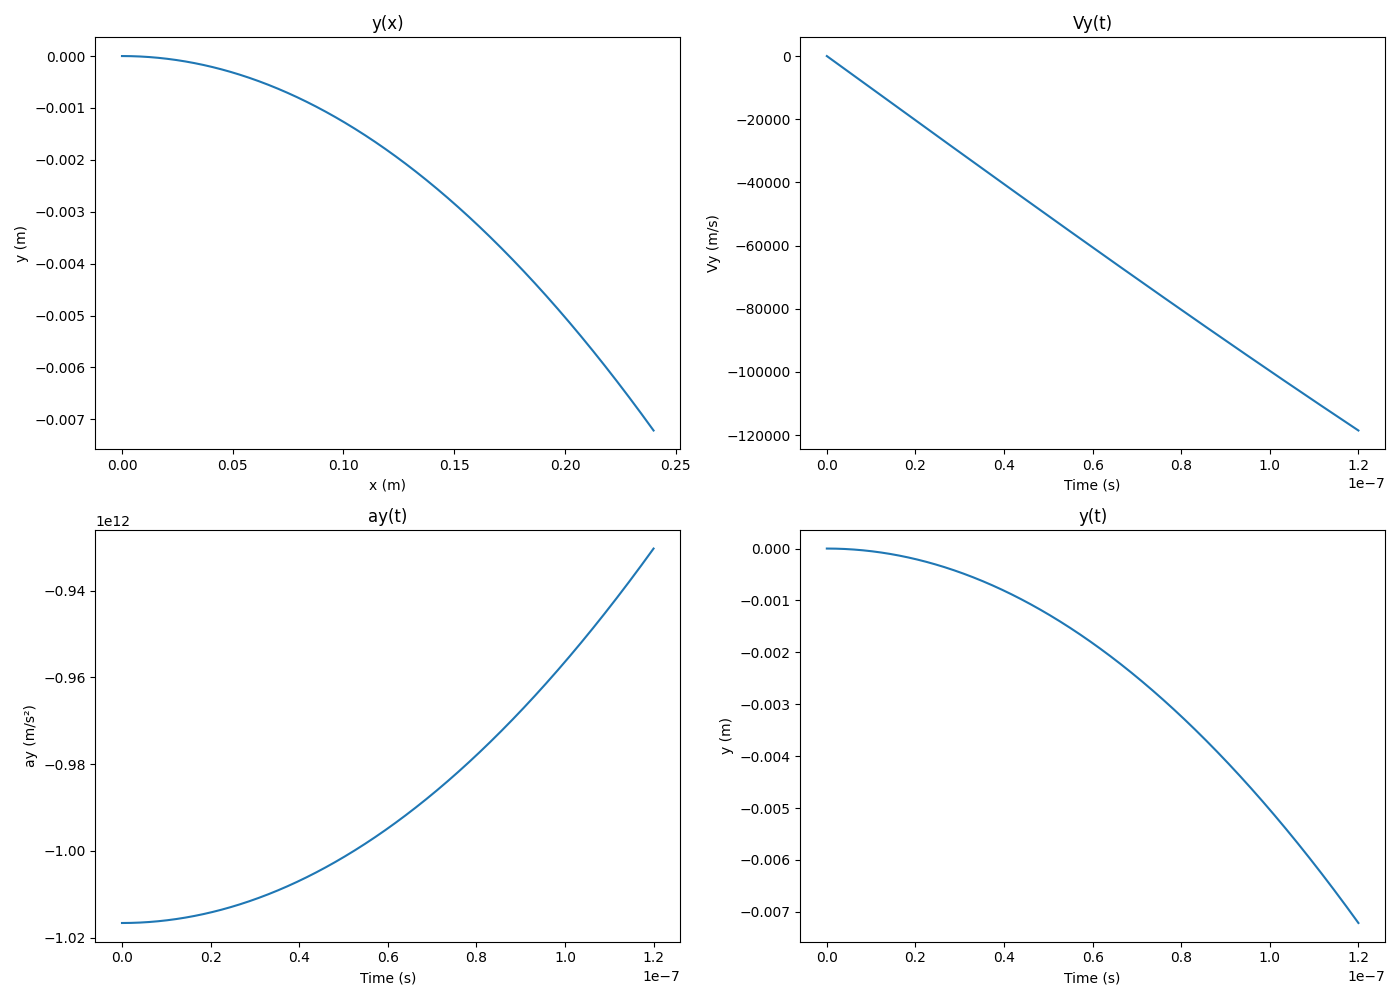 y(x)
0.000
−0.001
−0.002
−0.003
−0.004
−0.005
−0.006
−0.007
y (m)
0.00 0.05 0.10 0.15 0.20 0.25
x (m)
Vy(t)
0
−20000
−40000
−60000
−80000
−100000
−120000
Vy (m/s)
0.0 0.2 0.4 0.6 0.8 1.0 1.2
1e−7
Time (s)
ay(t)
1e12
−0.94
−0.96
−0.98
−1.00
−1.02
ay (m/s²)
0.0 0.2 0.4 0.6 0.8 1.0 1.2
1e−7
Time (s)
y(t)
0.000
−0.001
−0.002
−0.003
−0.004
−0.005
−0.006
−0.007
y (m)
0.0 0.2 0.4 0.6 0.8 1.0 1.2
1e−7
Time (s)